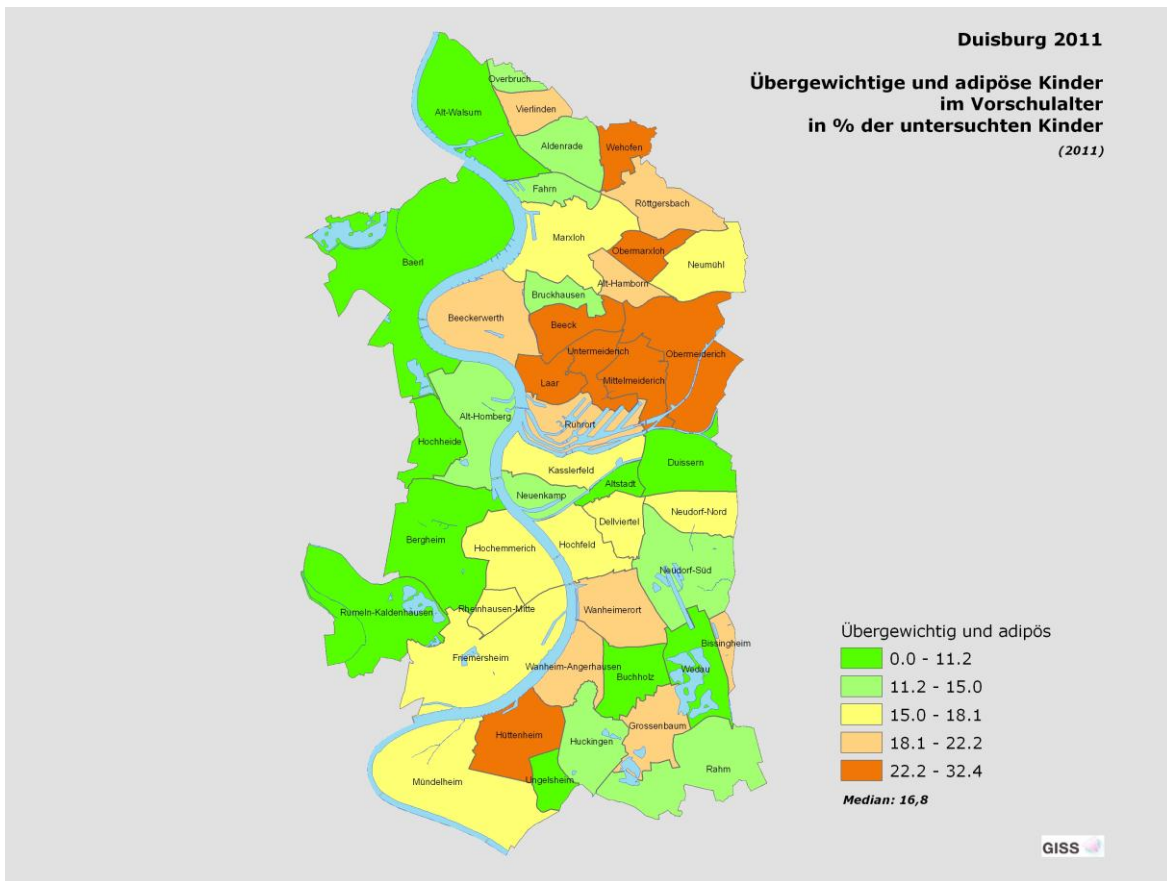 Duisburg 2011
Übergewichtige und adipöse Kinder
im Vorschulalter
in % der untersuchten Kinder
(2011)
Overbruch
Alt-Walsum
Vierlinden
Aldenrade
Wehofen
Fahrn
Röttgersbach
Marxloh
Obermarxloh
Baerl
Neumühl
Alt-Hamborn
Bruckhausen
Beeckerwerth
Beeck
Untermeiderich
Obermeiderich
Laar
Mittelmeiderich
Alt-Homberg
Ruhrort
Hochheide
Kasslerfeld
Duissern
Altstadt
Neuenkamp
Neudorf-Nord
Dellviertel
Bergheim
Hochemmerich
Hochfeld
Neudorf-Süd
Rumeln-Kaldenhausen
Rheinhausen-Mitte
Wanheimerort
Bissingheim
Friemersheim
Wanheim-Angerhausen
Wedau
Buchholz
Grossenbaum
Hüttenheim
Huckingen
Rahm
Mündelheim
Ungelsheim
Übergewichtig und adipös
0.0 - 11.2
11.2 - 15.0
15.0 - 18.1
18.1 - 22.2
22.2 - 32.4
Median: 16,8
GISS